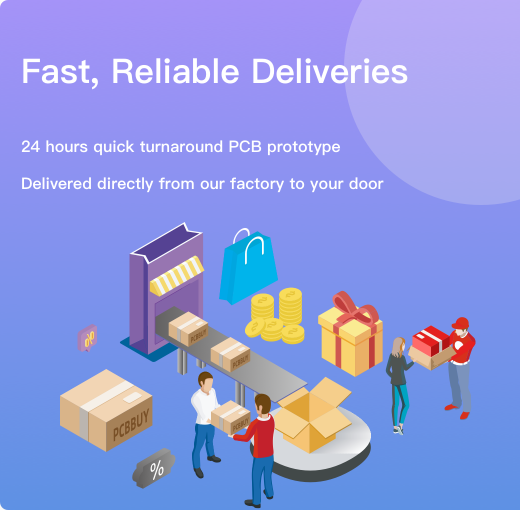 Fast, Reliable Deliveries
24 hours quick turnaround PCB prototype
Delivered directly from our factory to your door
PCBBUY
PCBBUY
PCBBUY
PCBBUY
%
%